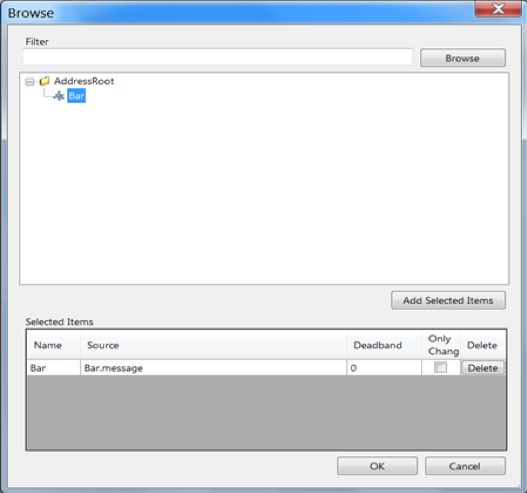 Browse
Filter
Browse
AddressRoot
Bar
Add Selected Items
Selected Items
Name Source Deadband Only Chang Delete
Bar Bar.message 0 Delete
OK Cancel